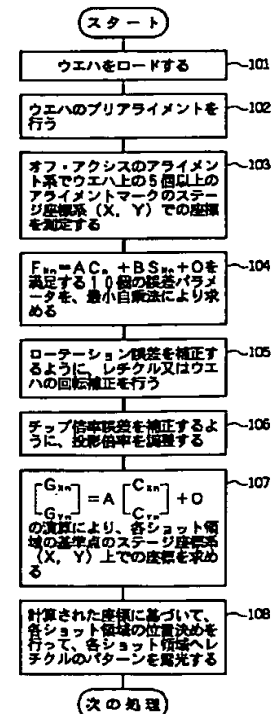 スタート
ウエハをロードする
101
ウエハのプリアライメントを
行う
102
オフ・アクシスのアライメン
ト系でウエハ上の5個以上の
アライメントマークのステー
ジ座標系(X，Y)での座標
を測定する
103
FNn=ACn+BSNn+Oを
満足する10個の誤差パラメ
ータを、最小自乗法により求
める
104
ローテーション誤差を補正す
るように、レチクル又はウエ
ハの回転補正を行う
105
チップ倍率誤差を補正するよ
うに、投影倍率を調整する
106
[GXn GYn]=A[CXn CYn]+O
の演算により、各ショット領
域の基準点のステージ座標系
(X，Y)上での座標を求め
る
107
計算された座標に基づいて、
各ショット領域の位置決めを
行って、各ショット領域へレ
チクルのパターンを露光する
108
次の処理